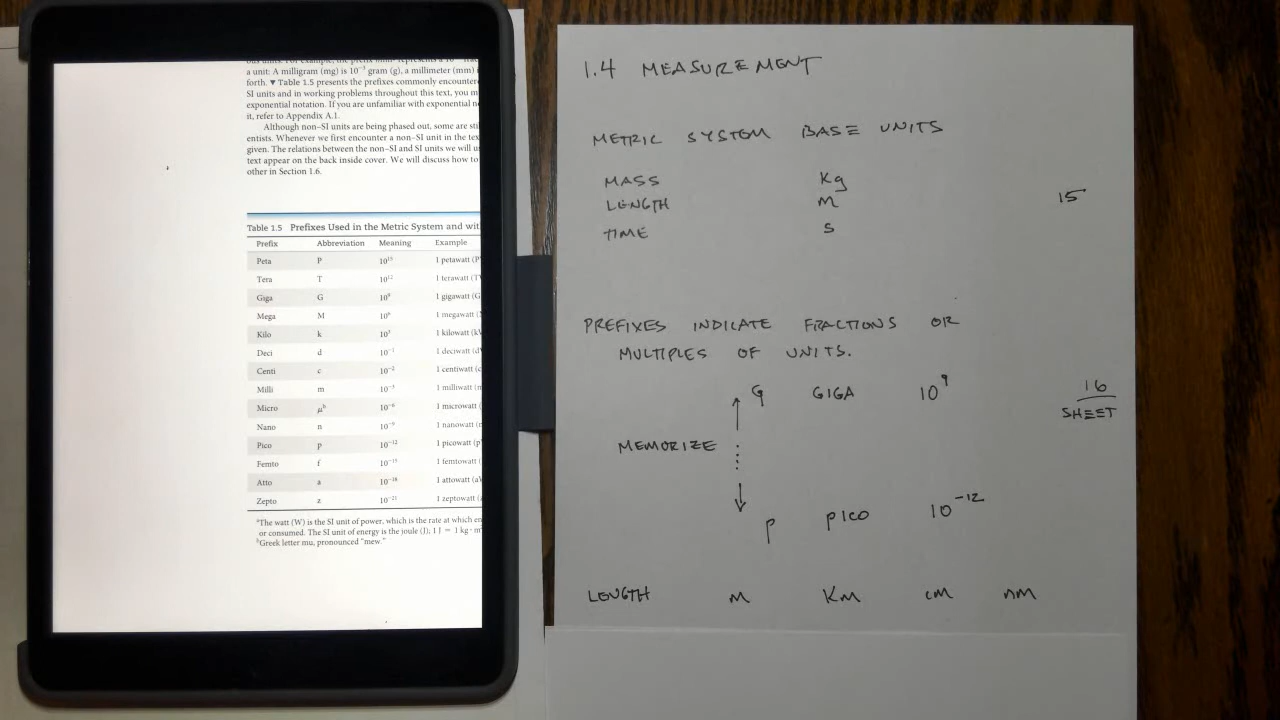 a unit: A milligram (mg) is 10⁻³ gram (g), a millimeter (mm) i
forth. ▼ Table 1.5 presents the prefixes commonly encounter
SI units and in working problems throughout this text, you m
exponential notation. If you are unfamiliar with exponential n
it, refer to Appendix A.1.
Although non–SI units are being phased out, some are sti
entists. Whenever we first encounter a non–SI unit in the tex
given. The relations between the non–SI and SI units we will u
text appear on the back inside cover. We will discuss how to
other in Section 1.6.
Table 1.5 Prefixes Used in the Metric System and wit
Prefix Abbreviation Meaning Example
Peta P 10¹⁵ 1 petawatt (P
Tera T 10¹² 1 terawatt (T
Giga G 10⁹ 1 gigawatt (G
Mega M 10⁶ 1 megawatt (
Kilo k 10³ 1 kilowatt (k
Deci d 10⁻¹ 1 deciwatt (d
Centi c 10⁻² 1 centiwatt (c
Milli m 10⁻³ 1 milliwatt (
Micro μᵇ 10⁻⁶ 1 microwatt (
Nano n 10⁻⁹ 1 nanowatt (
Pico p 10⁻¹² 1 picowatt (p
Femto f 10⁻¹⁵ 1 femtowatt (
Atto a 10⁻¹⁸ 1 attowatt (a
Zepto z 10⁻²¹ 1 zeptowatt (
ᵃThe watt (W) is the SI unit of power, which is the rate at which en
or consumed. The SI unit of energy is the joule (J); 1 J = 1 kg·m
ᵇGreek letter mu, pronounced "mew."
1.4 MEASUREMENT
METRIC SYSTEM BASE UNITS
MASS Kg
LENGTH m 15
TIME s
PREFIXES INDICATE FRACTIONS OR
MULTIPLES OF UNITS.
G GIGA 10⁹ 16
SHEET
MEMORIZE
p PICO 10⁻¹²
LENGTH m Km cm nm